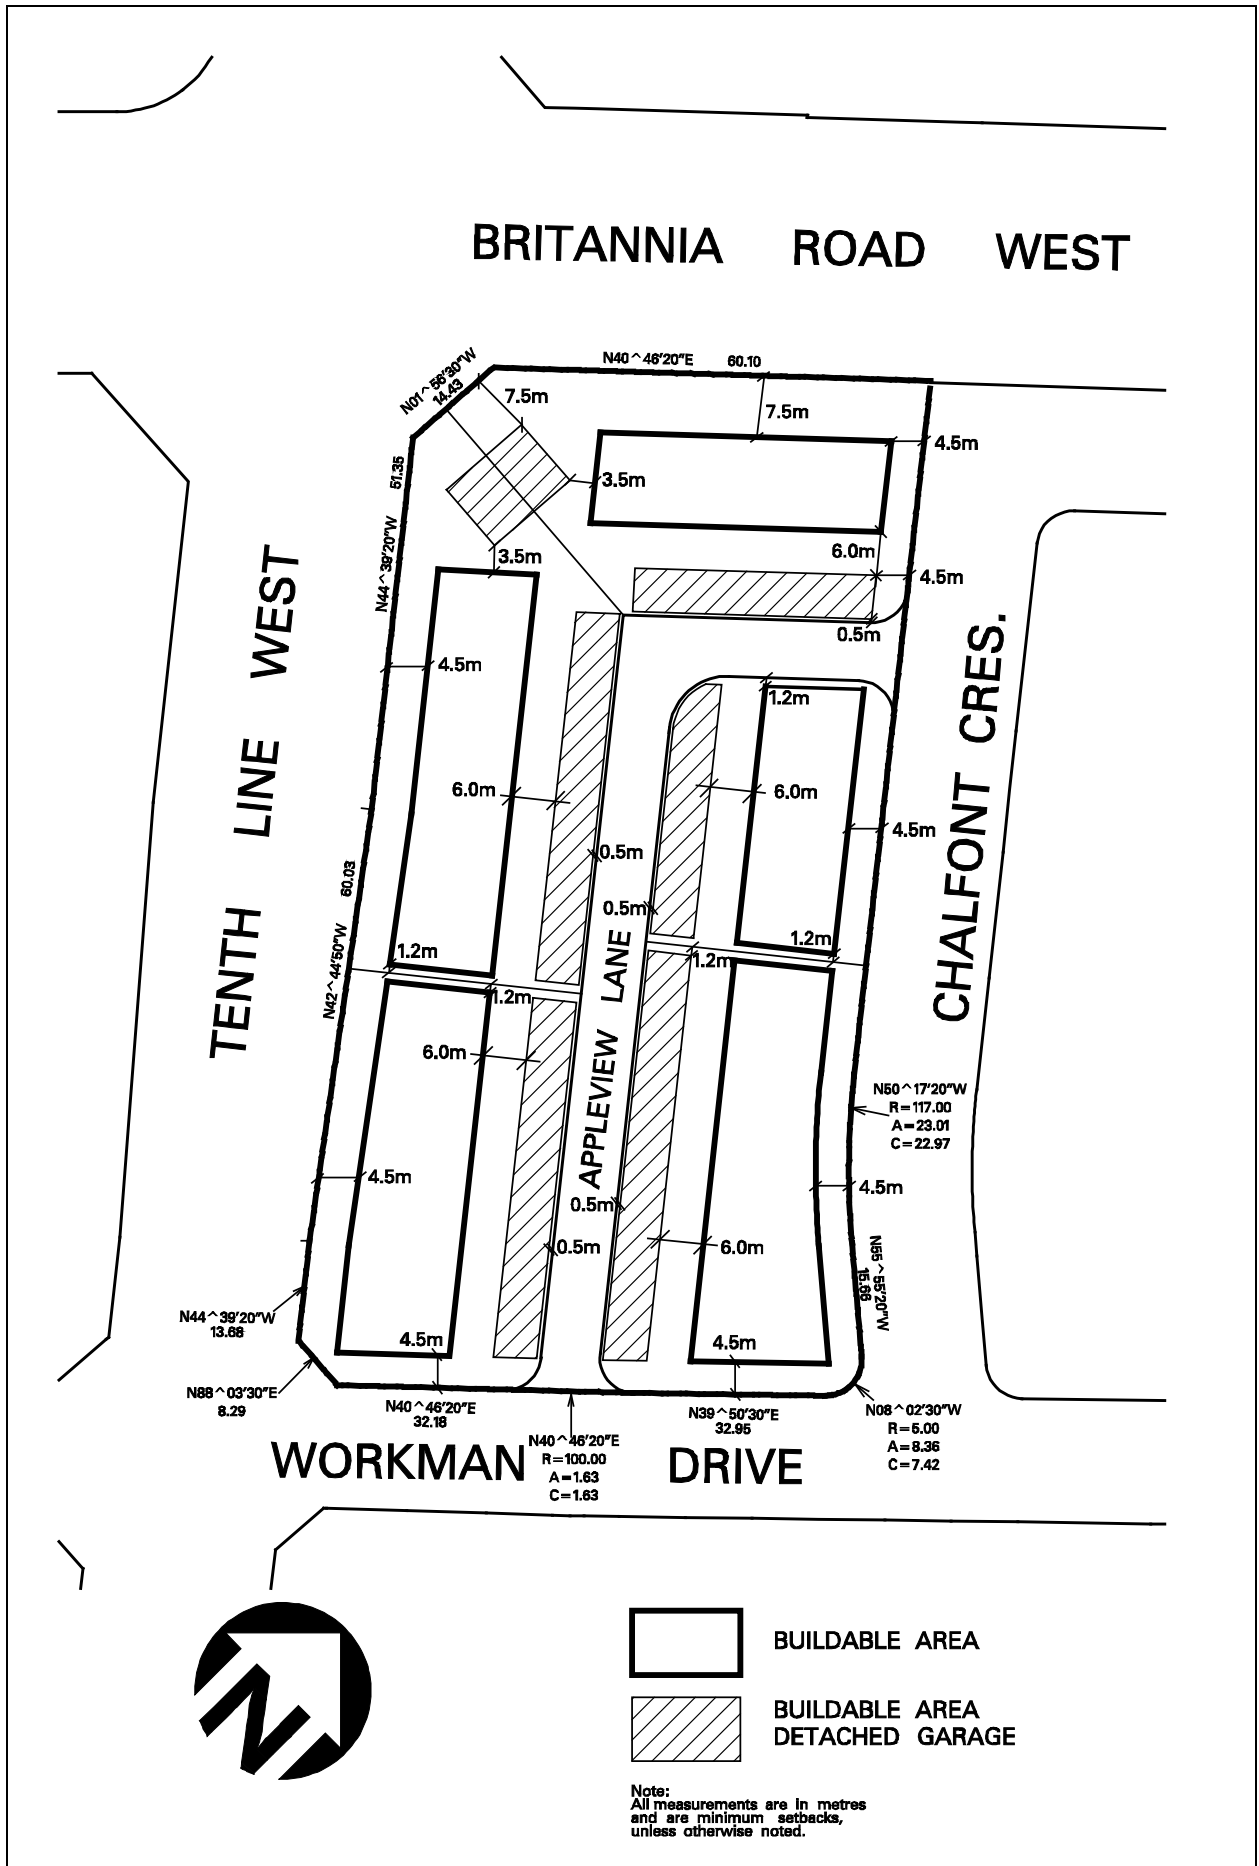 BRITANNIA ROAD WEST
N40^46'20"E 60.10
N01^56'30"W
14.43
7.5m
7.5m
4.5m
51.35
3.5m
N44^39'20"W
3.5m
6.0m
4.5m
0.5m
TENTH LINE WEST
CHALFONT CRES.
4.5m
1.2m
6.0m
6.0m
4.5m
0.5m
60.03
0.5m
APPLEVIEW LANE
1.2m
1.2m
1.2m
N42^44'50"W
1.2m
6.0m
N50^17'20"W
R=117.00
A=23.01
C=22.97
4.5m
4.5m
0.5m
0.5m
6.0m
N55^55'20"W
15.66
N44^39'20"W
13.68
4.5m
4.5m
N88^03'30"E
8.29
N40^46'20"E
32.18
N39^50'30"E
32.95
N08^02'30"W
R=5.00
A=8.36
C=7.42
N40^46'20"E
R=100.00
A=1.63
C=1.63
WORKMAN DRIVE
N
BUILDABLE AREA
BUILDABLE AREA
DETACHED GARAGE
Note:
All measurements are in metres
and are minimum setbacks,
unless otherwise noted.